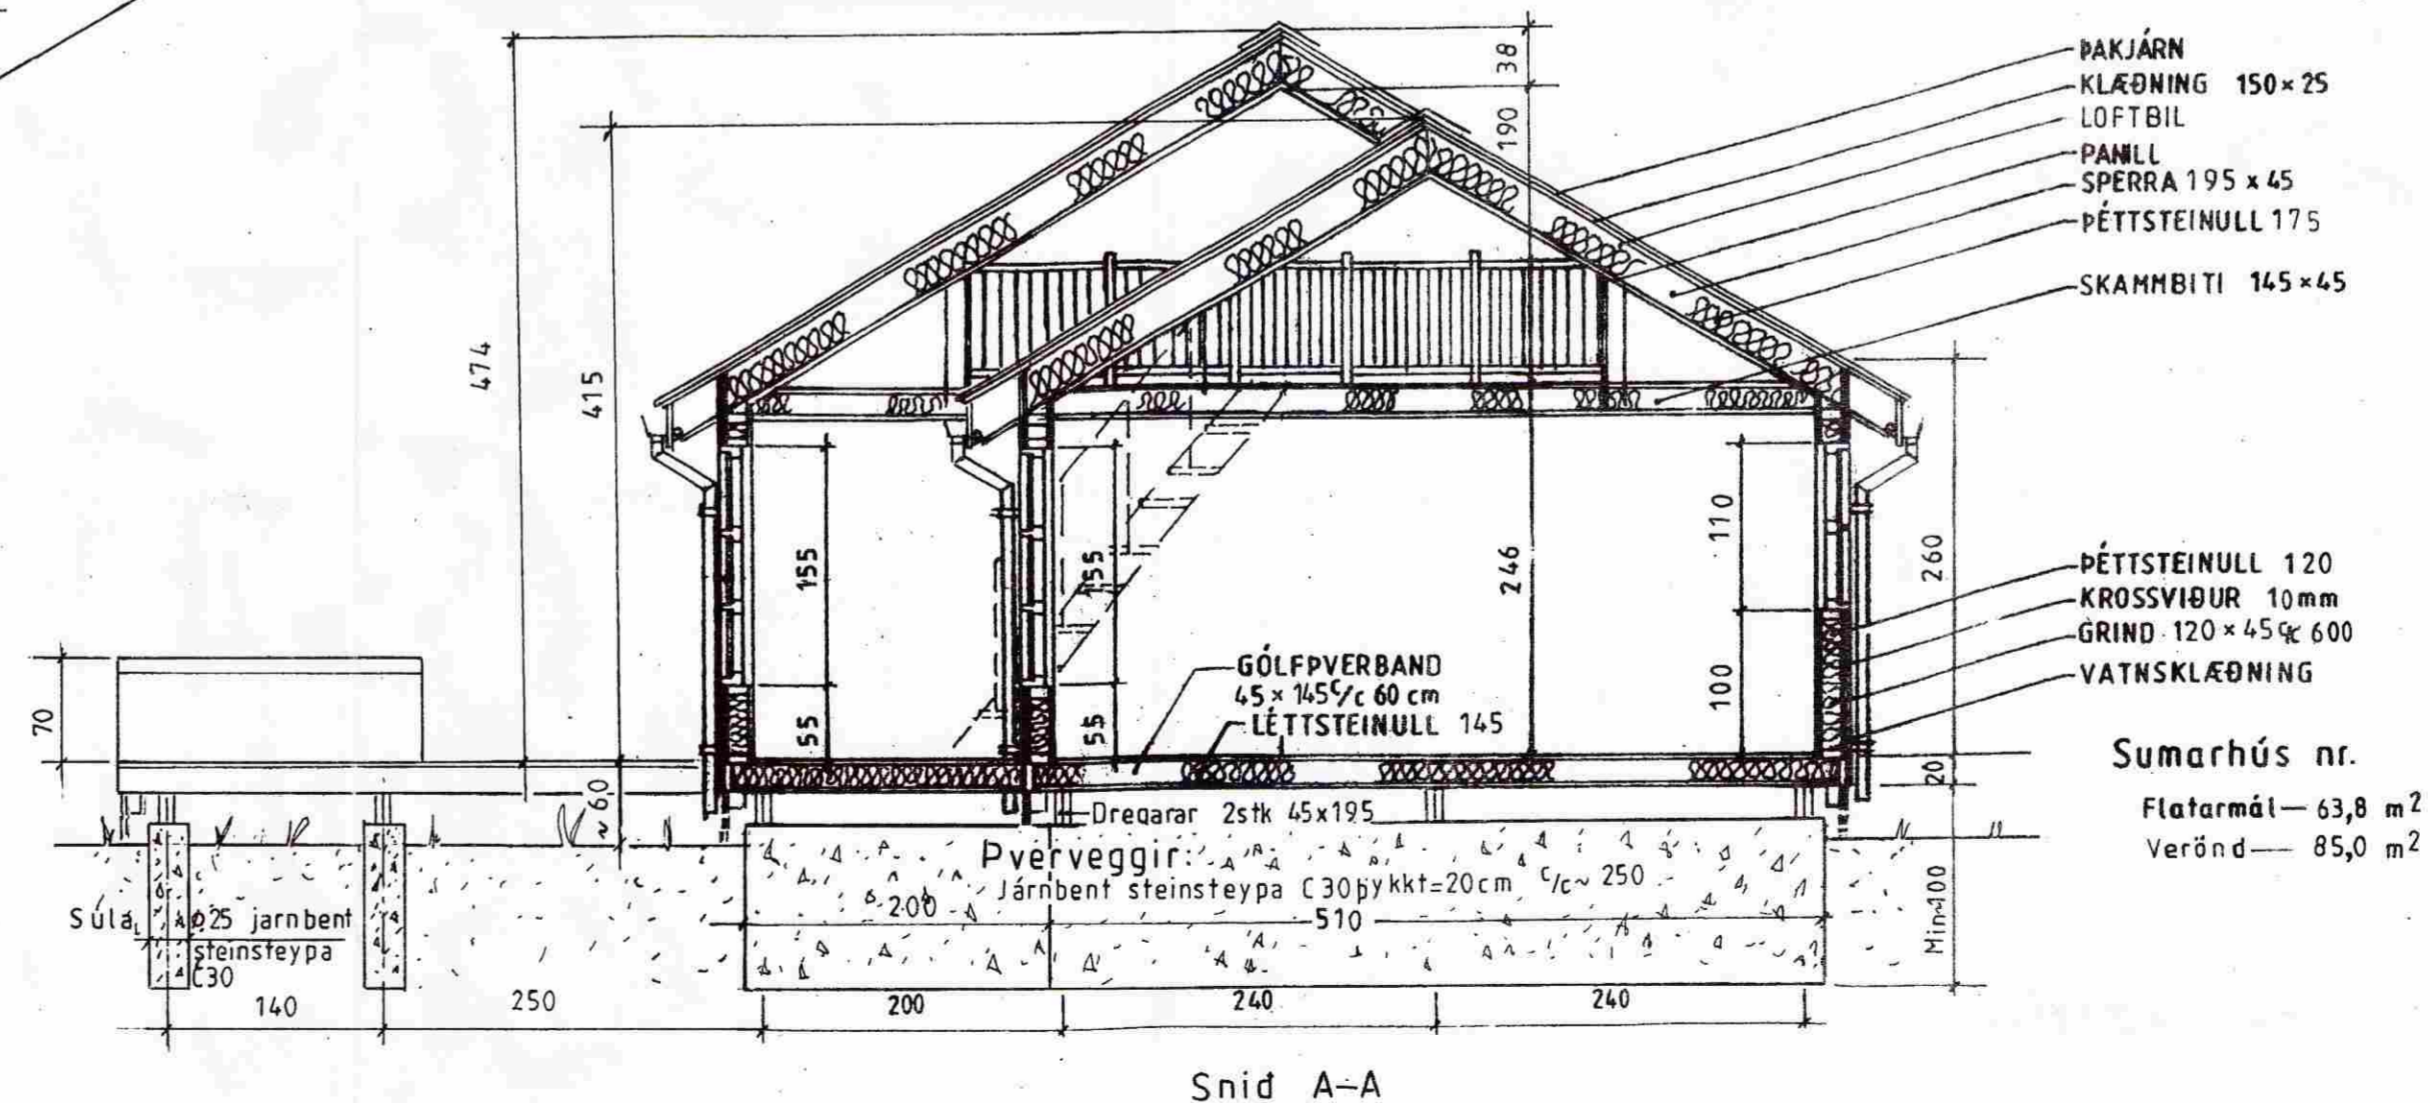 ÞAKJÁRN
KLÆÐNING 150×25
LOFTBIL
PANILL
SPERRA 195 x 45
ÞÉTTSTEINULL 175
SKAMMBITI 145×45
38
190
474
415
155
155
246
110
260
ÞÉTTSTEINULL 120
KROSSVIÐUR 10mm
GRIND 120 × 45 c/c 600
VATNSKLÆÐNING
GÓLFÞVERBAND
45 × 145 c/c 60 cm
LÉTTSTEINULL 145
70
55
55
100
20
~60
Sumarhús nr.
Flatarmál— 63,8 m²
Verönd— 85,0 m²
Dregarar 2stk 45x195
Þverveggir:
Járnbent steinsteypa C30 þykkt=20cm c/c~ 250
200
510
Min~100
Súla ø25 jarnbent
steinsteypa
C30
140
250
200
240
240
Snid A-A